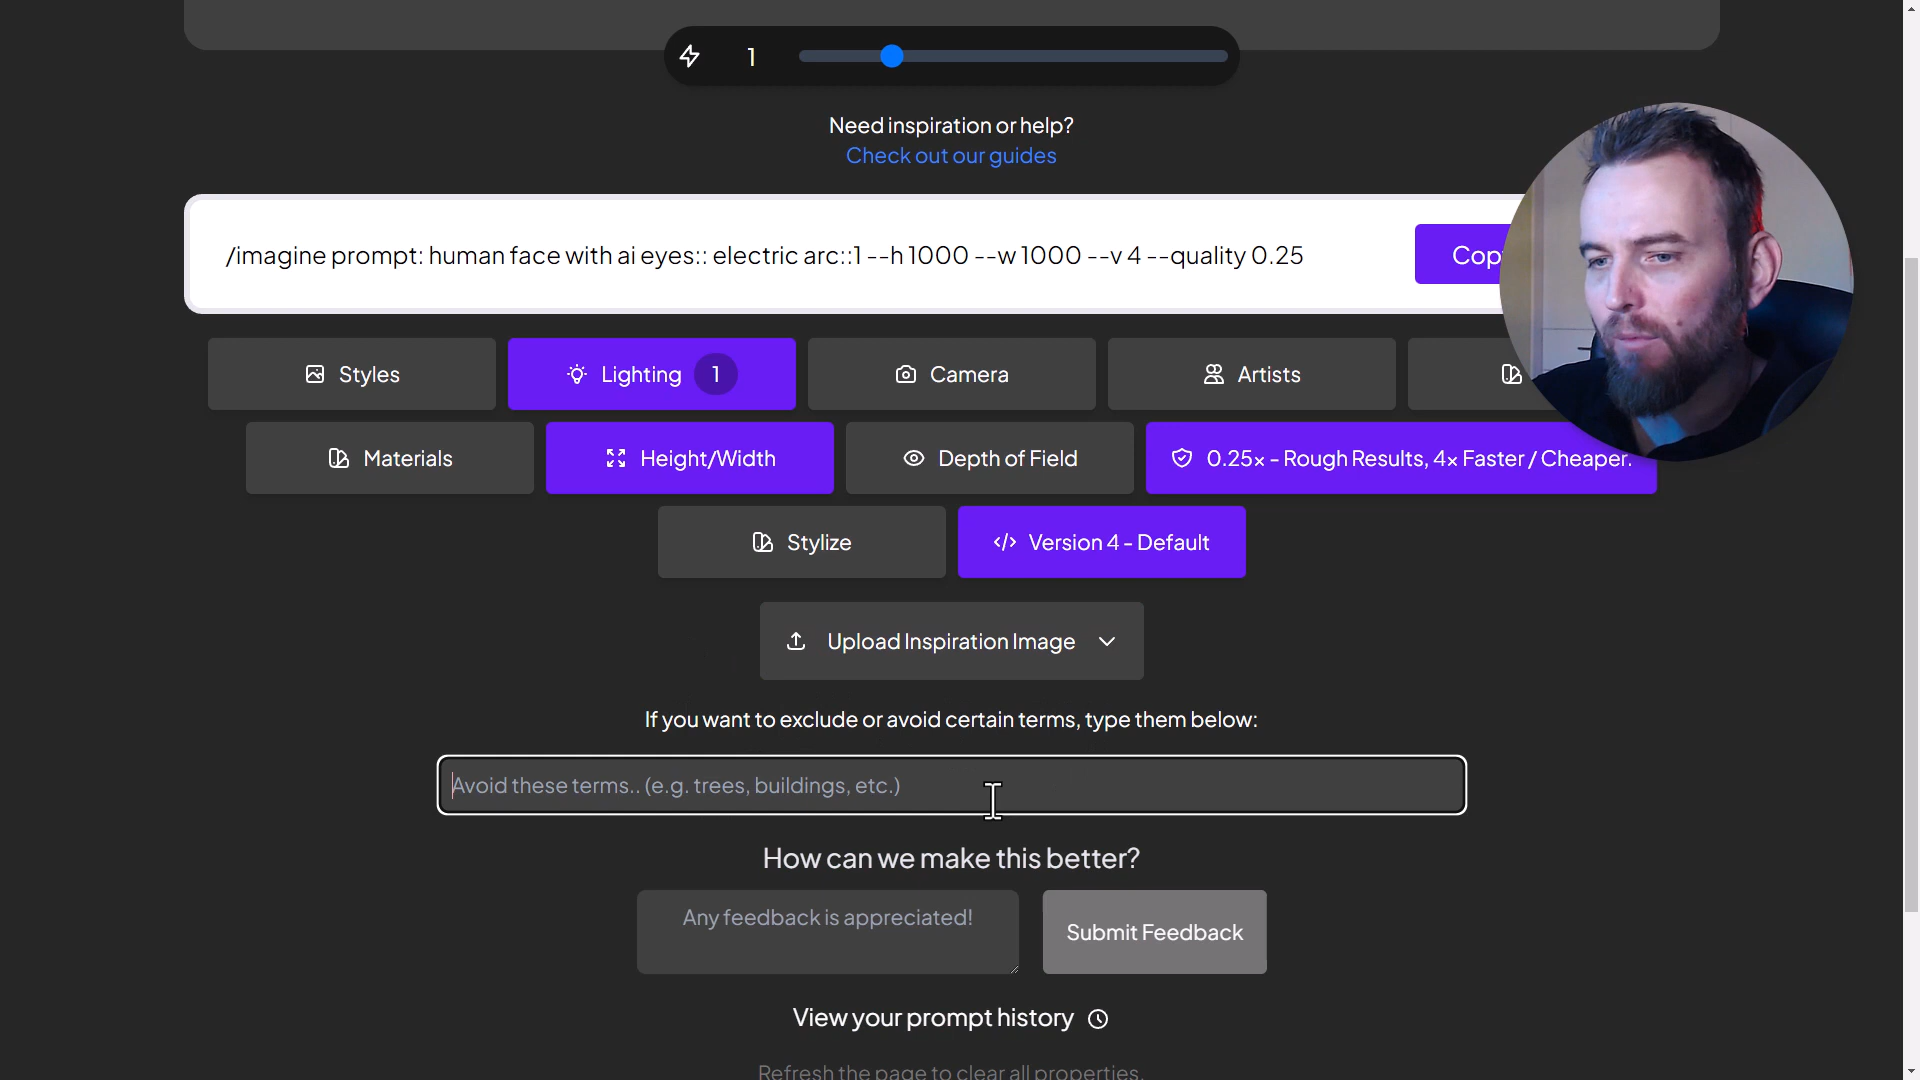 1
Need inspiration or help?
Check out our guides
/imagine prompt: human face with ai eyes:: electric arc::1 --h 1000 --w 1000 --v 4 --quality 0.25
Styles
Lighting 1
Camera
Artists
Materials
Height/Width
Depth of Field
0.25x - Rough Results, 4x Faster / Cheaper.
Stylize
</> Version 4 - Default
Upload Inspiration Image
If you want to exclude or avoid certain terms, type them below:
Avoid these terms.. (e.g. trees, buildings, etc.)
How can we make this better?
Any feedback is appreciated!
Submit Feedback
View your prompt history
Refresh the page to clear all properties.